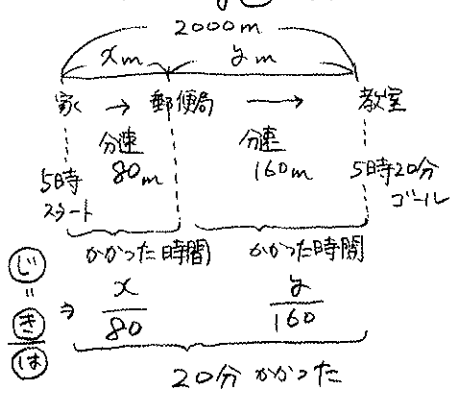 2000m
xm ym
家 → 郵便局 → 教室
分速 分速
80m 160m
5時 5時20分
スタート ゴール
かかった時間 かかった時間
じ = き/は ⇒ x/80 y/160
20分かかった